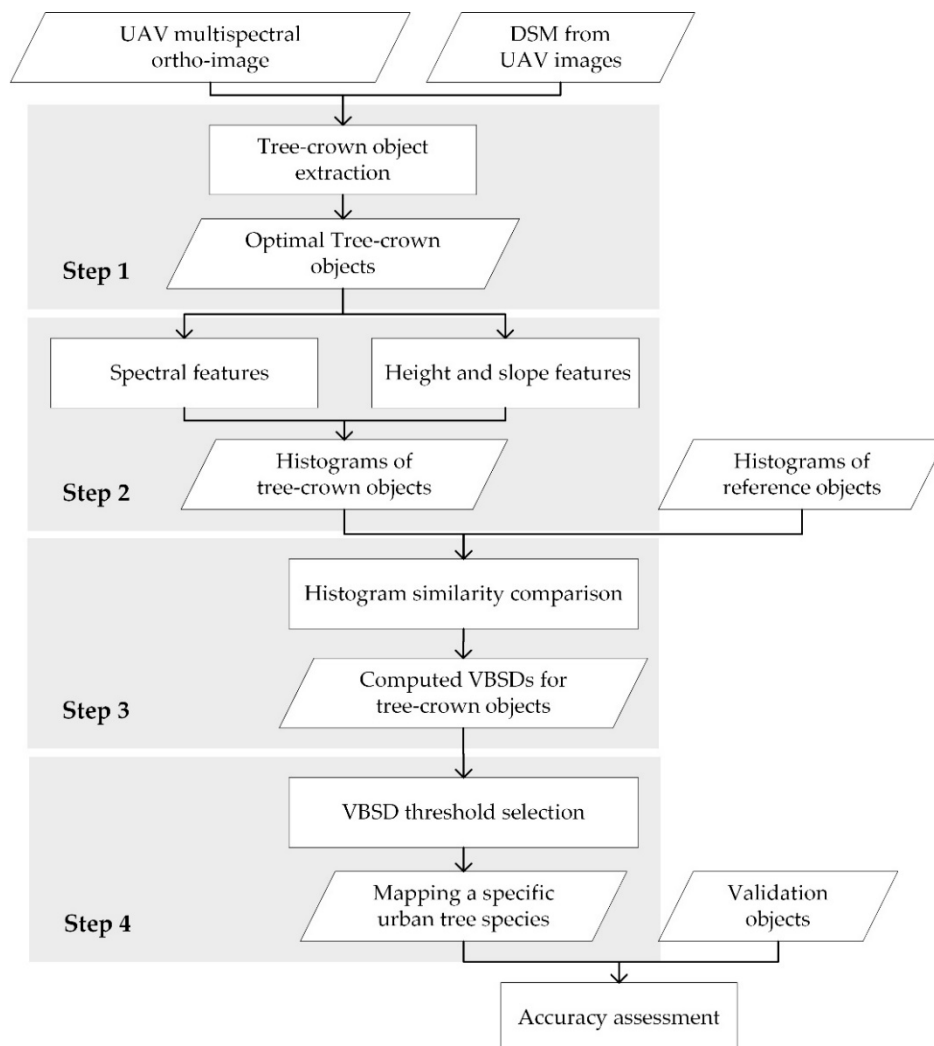 UAV multispectral
ortho-image
DSM from
UAV images
Tree-crown object
extraction
Optimal Tree-crown
objects
Step 1
Spectral features
Height and slope features
Histograms of
tree-crown objects
Histograms of
reference objects
Step 2
Histogram similarity comparison
Computed VBSDs for
tree-crown objects
Step 3
VBSD threshold selection
Mapping a specific
urban tree species
Validation
objects
Step 4
Accuracy assessment